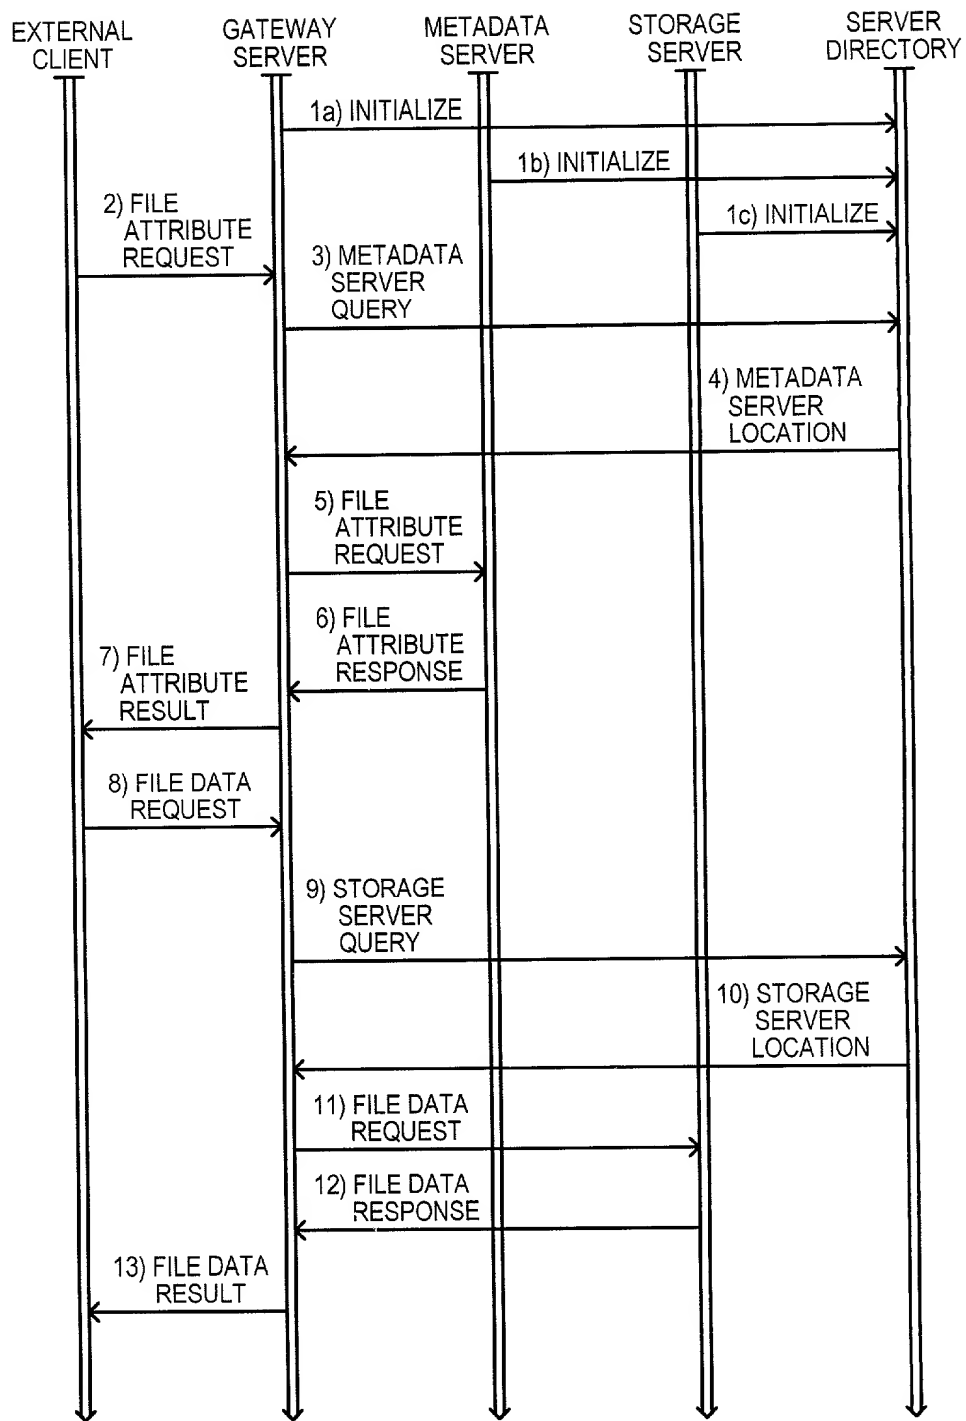 EXTERNAL
CLIENT
GATEWAY
SERVER
METADATA
SERVER
STORAGE
SERVER
SERVER
DIRECTORY
1a) INITIALIZE
1b) INITIALIZE
1c) INITIALIZE
2) FILE
ATTRIBUTE
REQUEST
3) METADATA
SERVER
QUERY
4) METADATA
SERVER
LOCATION
5) FILE
ATTRIBUTE
REQUEST
6) FILE
ATTRIBUTE
RESPONSE
7) FILE
ATTRIBUTE
RESULT
8) FILE DATA
REQUEST
9) STORAGE
SERVER
QUERY
10) STORAGE
SERVER
LOCATION
11) FILE DATA
REQUEST
12) FILE DATA
RESPONSE
13) FILE DATA
RESULT